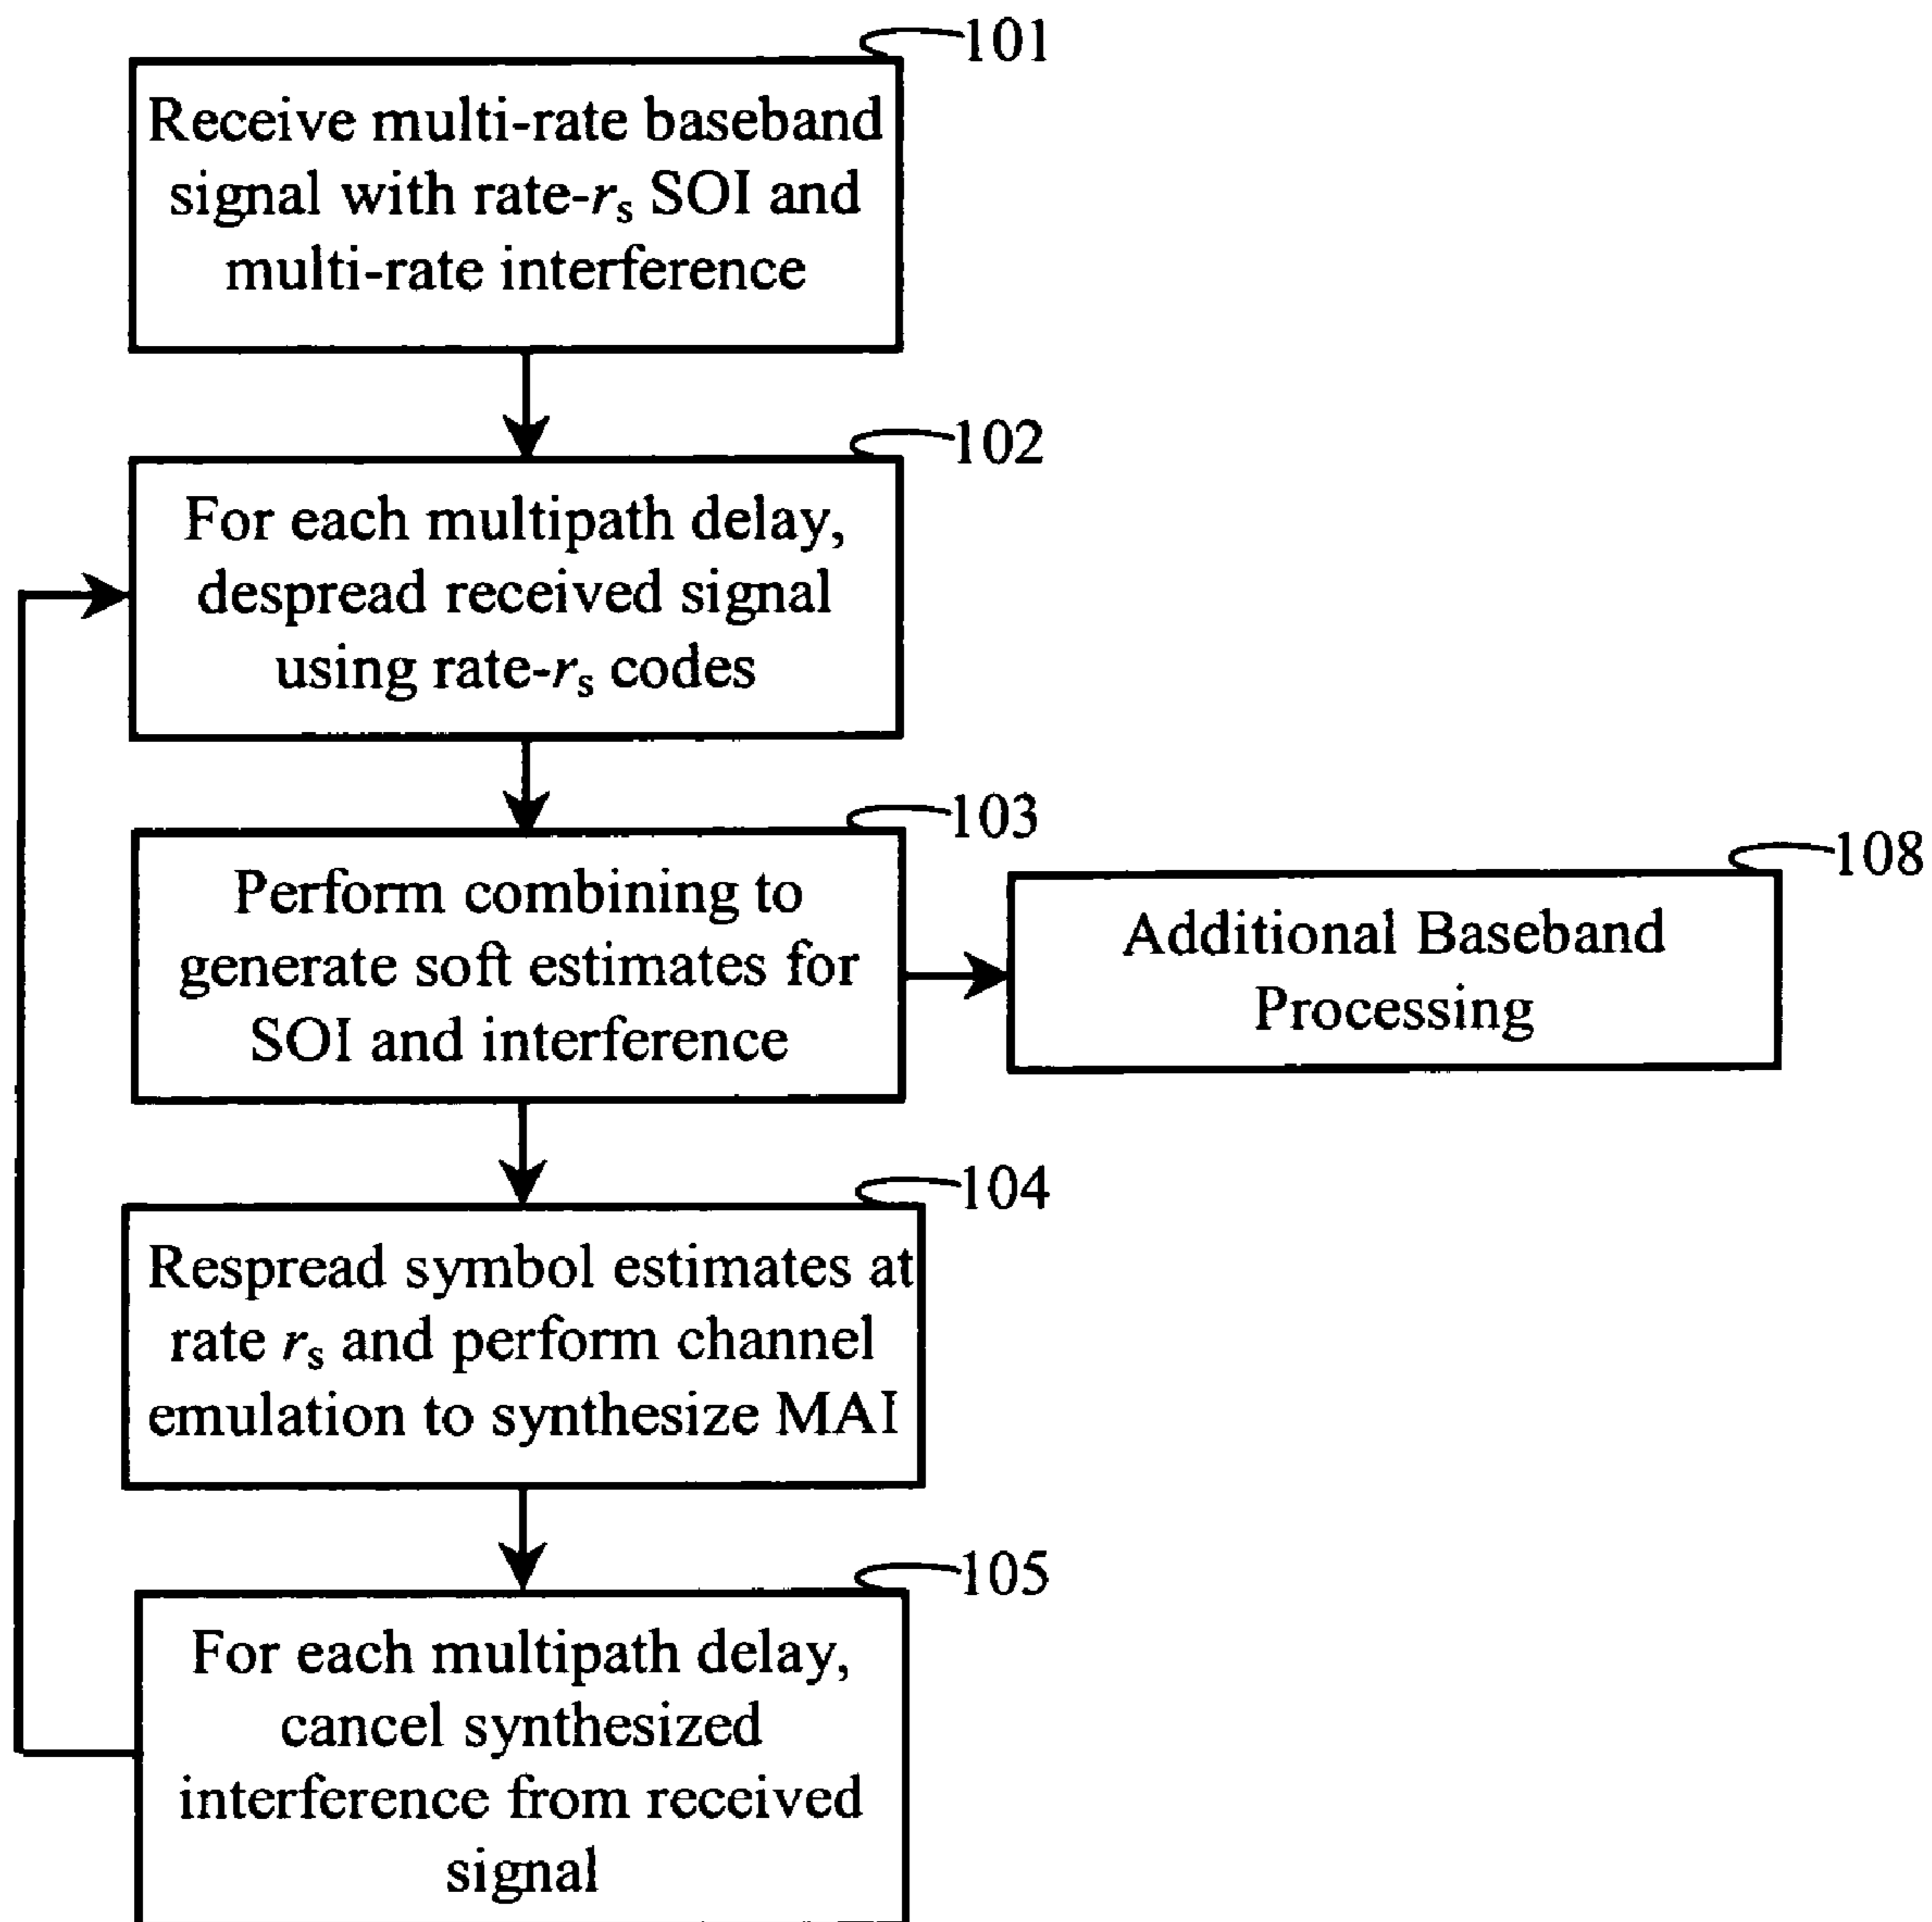 101
Receive multi-rate baseband
signal with rate-rs SOI and
multi-rate interference
102
For each multipath delay,
despread received signal
using rate-rs codes
103
Perform combining to
generate soft estimates for
SOI and interference
108
Additional Baseband
Processing
104
Respread symbol estimates at
rate rs and perform channel
emulation to synthesize MAI
105
For each multipath delay,
cancel synthesized
interference from received
signal